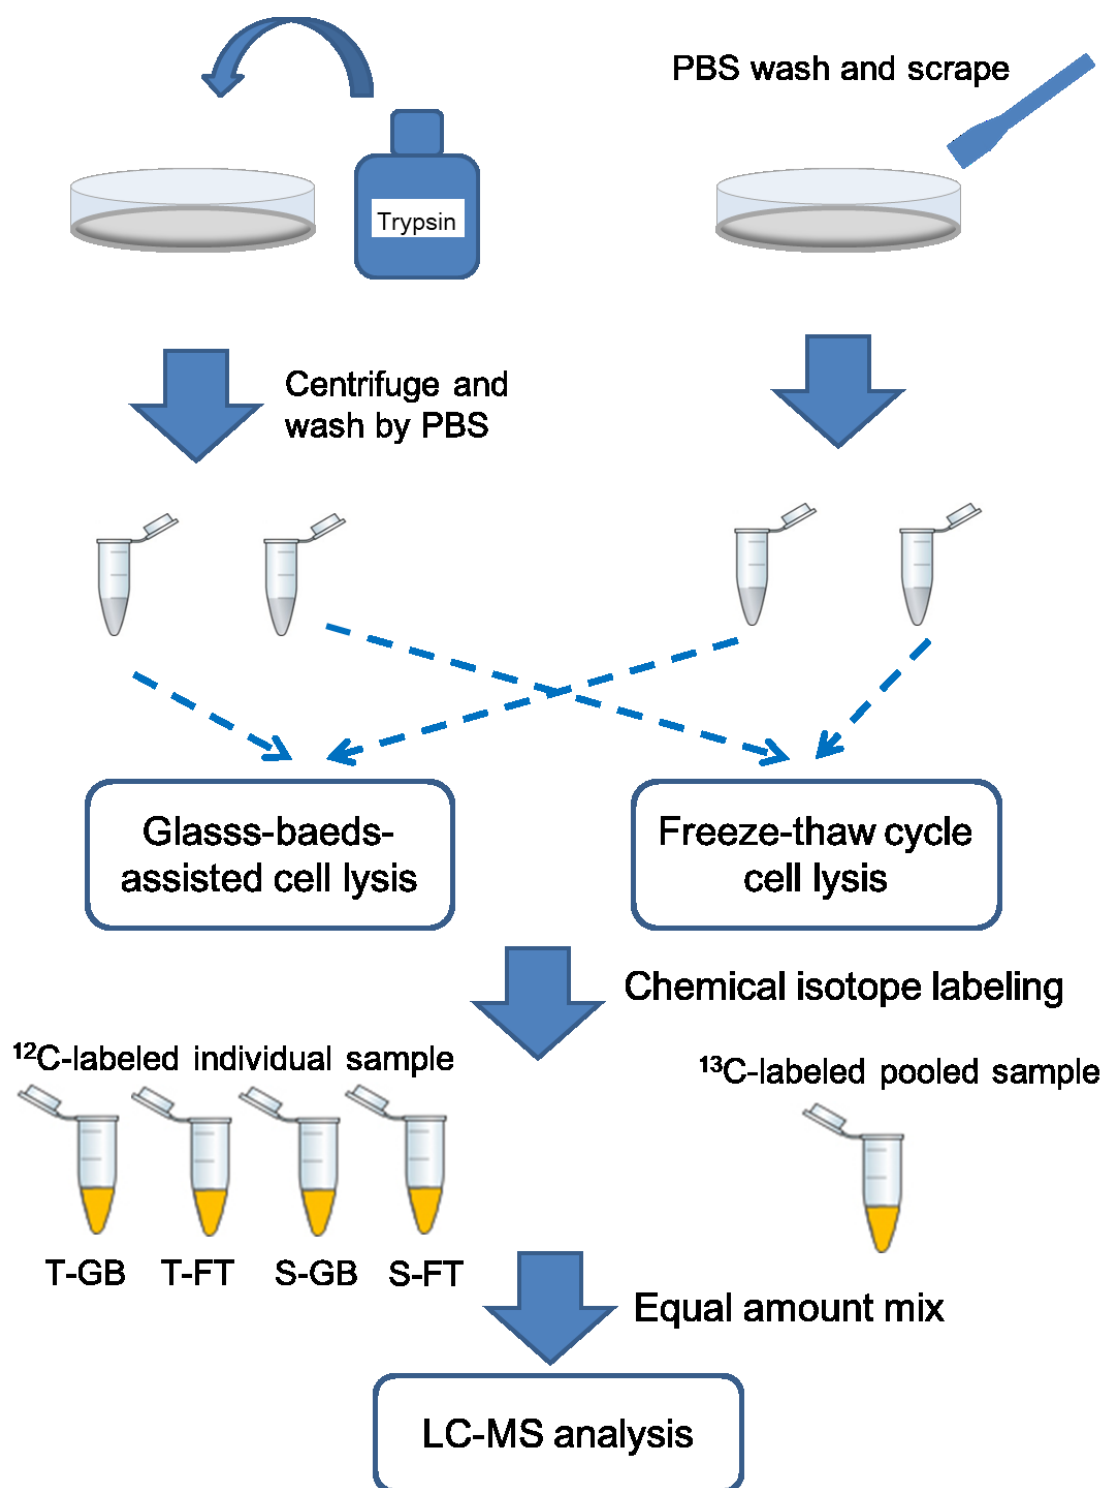 PBS wash and scrape
Trypsin
Centrifuge and
wash by PBS
Glasss-baeds-
assisted cell lysis
Freeze-thaw cycle
cell lysis
Chemical isotope labeling
¹²C-labeled individual sample
¹³C-labeled pooled sample
T-GB T-FT S-GB S-FT
Equal amount mix
LC-MS analysis